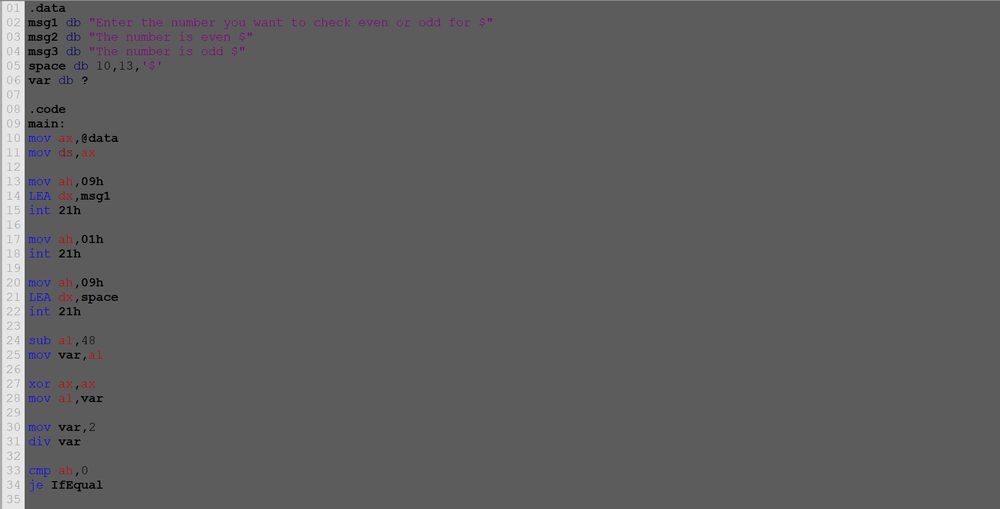 01 .data
02 msg1 db "Enter the number you want to check even or odd for $"
03 msg2 db "The number is even $"
04 msg3 db "The number is odd $"
05 space db 10,13,'$'
06 var db ?
07
08 .code
09 main:
10 mov ax,@data
11 mov ds,ax
12
13 mov ah,09h
14 LEA dx,msg1
15 int 21h
16
17 mov ah,01h
18 int 21h
19
20 mov ah,09h
21 LEA dx,space
22 int 21h
23
24 sub al,48
25 mov var,al
26
27 xor ax,ax
28 mov al,var
29
30 mov var,2
31 div var
32
33 cmp ah,0
34 je IfEqual
35